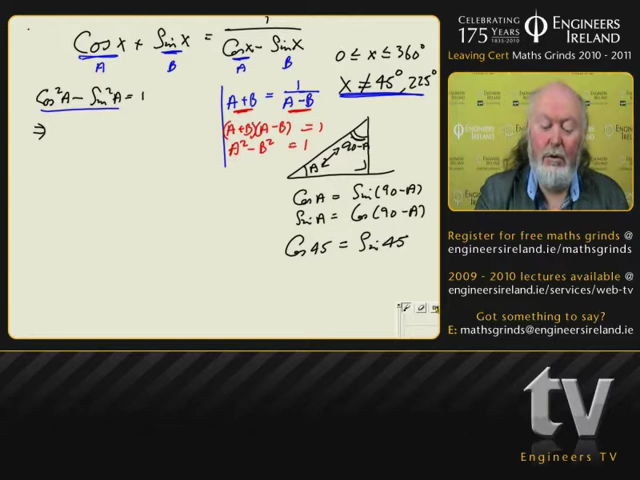 Cos x + Sin x = 1 / (Cos x - Sin x)
A B A B
0 ≤ x ≤ 360°
x ≠ 45°, 225°
Cos²A - Sin²A = 1
⇒
A+B = 1 / (A-B)
(A+B)(A-B) = 1
A² - B² = 1
A 90-A
Cos A = Sin(90-A)
Sin A = Cos(90-A)
Cos 45 = Sin 45
CELEBRATING
175 YEARS
1835-2010
ENGINEERS
IRELAND
Leaving Cert Maths Grinds 2010 - 2011
Register for free maths grinds @
engineersireland.ie/mathsgrinds
2009 - 2010 lectures available @
engineersireland.ie/services/web-tv
Got something to say?
E: mathsgrinds@engineersireland.ie
tv
Engineers TV